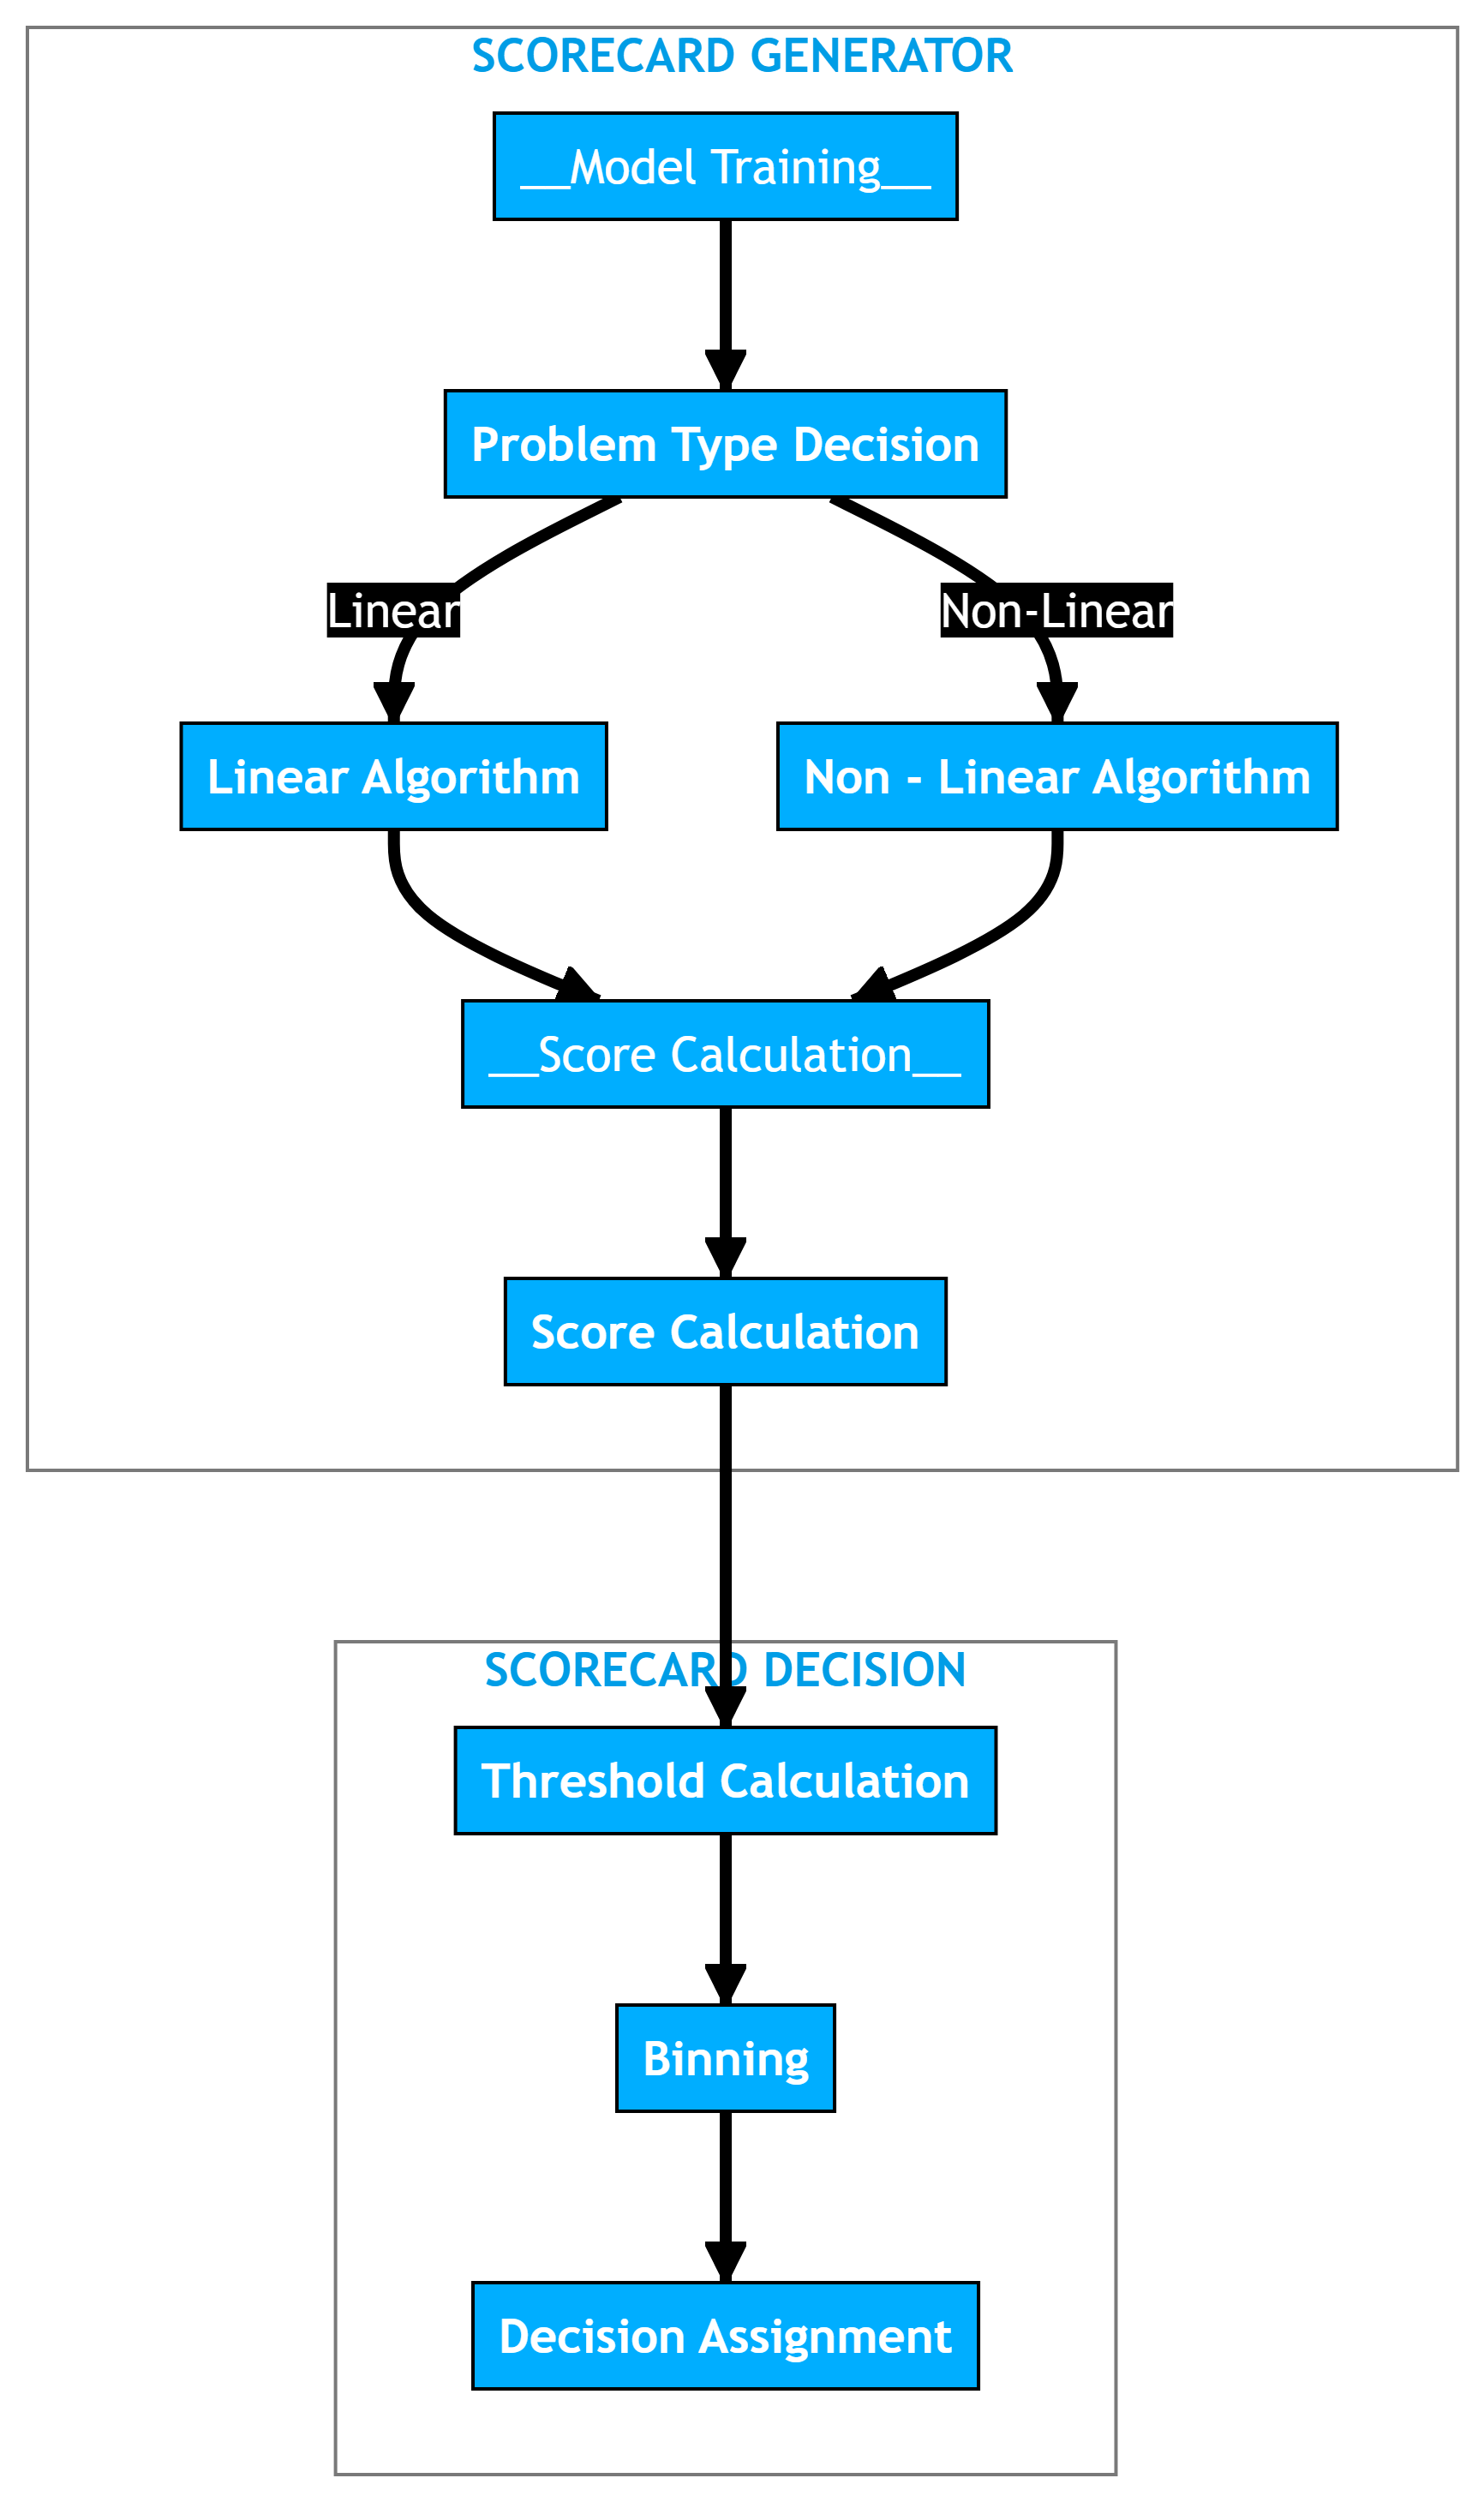 SCORECARD GENERATOR
__Model Training__
Problem Type Decision
Linear
Non-Linear
Linear Algorithm
Non - Linear Algorithm
__Score Calculation__
Score Calculation
SCORECARD DECISION
Threshold Calculation
Binning
Decision Assignment